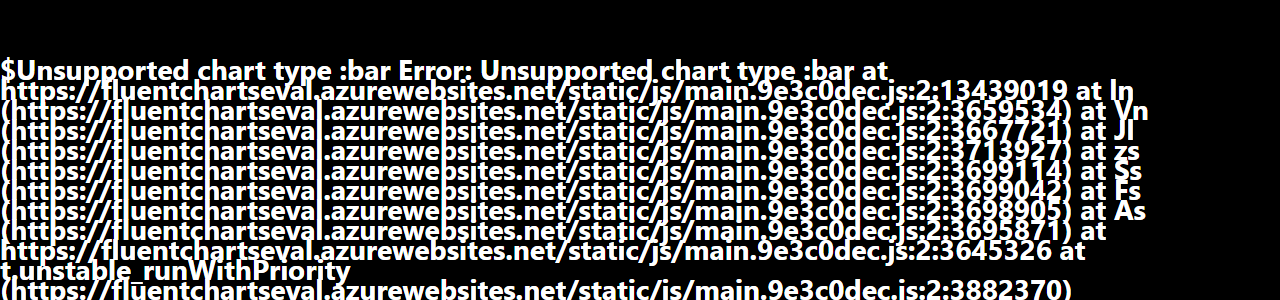 $Unsupported chart type :bar Error: Unsupported chart type :bar at
https://fluentchartseval.azurewebsites.net/static/js/main.9e3c0dec.js:2:13439019 at ln
(https://fluentchartseval.azurewebsites.net/static/js/main.9e3c0dec.js:2:3659534) at Vn
(https://fluentchartseval.azurewebsites.net/static/js/main.9e3c0dec.js:2:3667721) at Jl
(https://fluentchartseval.azurewebsites.net/static/js/main.9e3c0dec.js:2:3713927) at zs
(https://fluentchartseval.azurewebsites.net/static/js/main.9e3c0dec.js:2:3699114) at Ss
(https://fluentchartseval.azurewebsites.net/static/js/main.9e3c0dec.js:2:3699042) at Fs
(https://fluentchartseval.azurewebsites.net/static/js/main.9e3c0dec.js:2:3698905) at As
(https://fluentchartseval.azurewebsites.net/static/js/main.9e3c0dec.js:2:3695871) at
https://fluentchartseval.azurewebsites.net/static/js/main.9e3c0dec.js:2:3645326 at
t.unstable_runWithPriority
(https://fluentchartseval.azurewebsites.net/static/js/main.9e3c0dec.js:2:3882370)